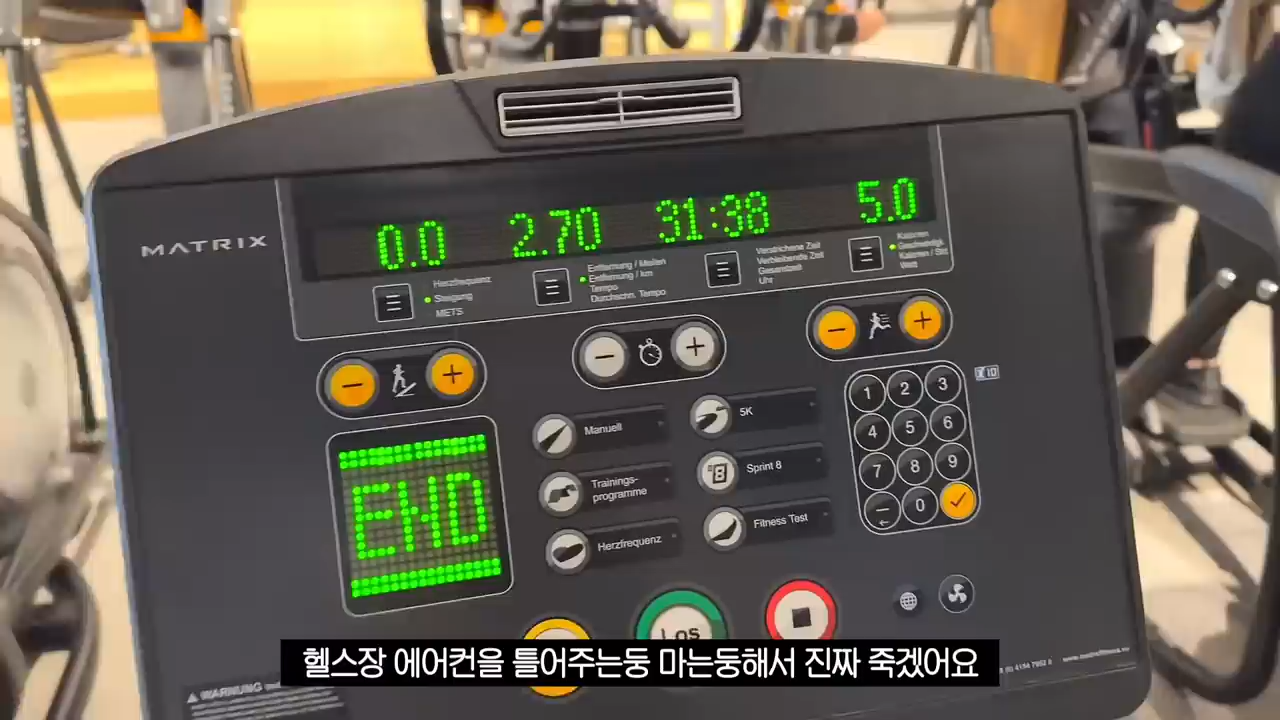 MATRIX
0.0 2.70 31:38 5.0
Herzfrequenz
Steigung
METS
Entfernung / Meilen
Entfernung / km
Tempo
Durchschn. Tempo
Verstrichene Zeit
Verbleibende Zeit
Gesamtzeit
Uhr
Kalorien
Geschwindigk.
Kalorien / Std.
Watt
− +
− +
− +
END
Manuell
Trainings-
programme
Herzfrequenz
5K
Sprint 8
Fitness Test
1 2 3
4 5 6
7 8 9
0
Los
헬스장 에어컨을 틀어주는둥 마는둥해서 진짜 죽겠어요
WARNUNG